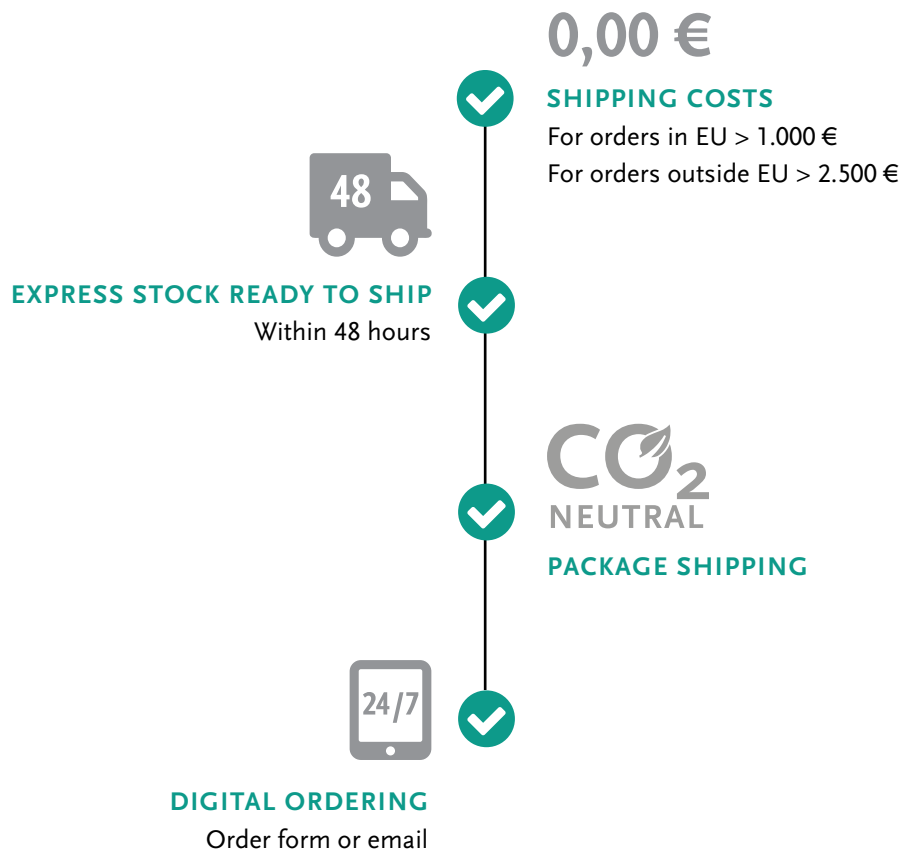 0,00 €
SHIPPING COSTS
For orders in EU > 1.000 €
For orders outside EU > 2.500 €
48
EXPRESS STOCK READY TO SHIP
Within 48 hours
CO₂
NEUTRAL
PACKAGE SHIPPING
24/7
DIGITAL ORDERING
Order form or email